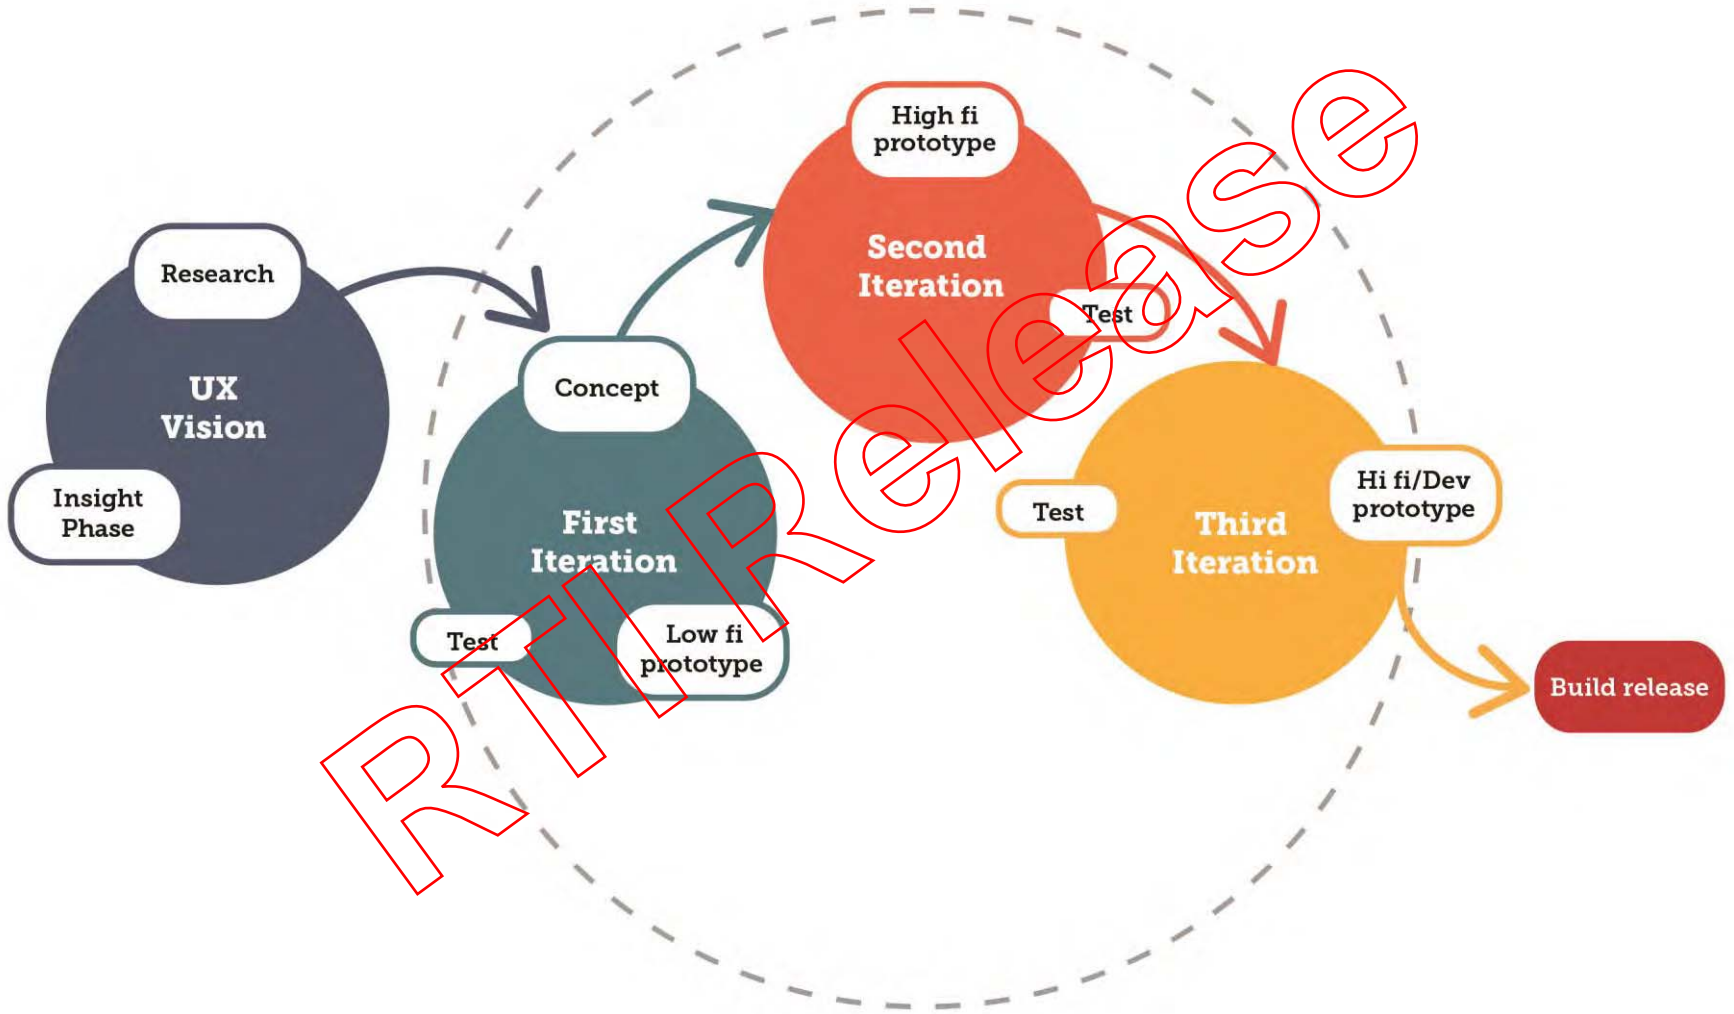 Research
UX
Vision
Insight
Phase
Concept
First
Iteration
Test
Low fi
prototype
High fi
prototype
Second
Iteration
Test
Test
Third
Iteration
Hi fi/Dev
prototype
Build release
RTI Release